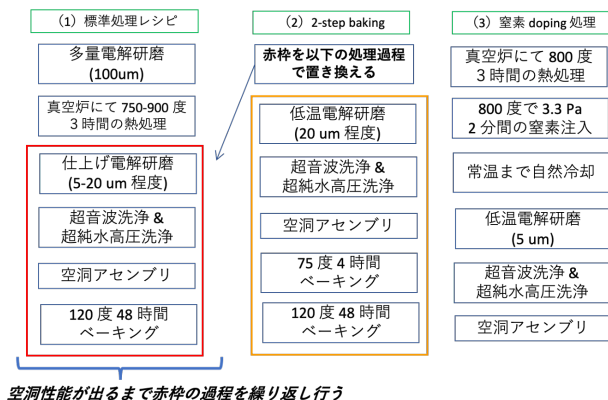 （1）標準処理レシピ
多量電解研磨
(100um)
真空炉にて 750-900 度
３時間の熱処理
仕上げ電解研磨
(5-20 um 程度)
超音波洗浄 &
超純水高圧洗浄
空洞アセンブリ
120 度 48 時間
ベーキング
空洞性能が出るまで赤枠の過程を繰り返し行う
（2）2-step baking
赤枠を以下の処理過程
で置き換える
低温電解研磨
(20 um 程度)
超音波洗浄 &
超純水高圧洗浄
空洞アセンブリ
75 度 4 時間
ベーキング
120 度 48 時間
ベーキング
（3）窒素 doping 処理
真空炉にて 800 度
３時間の熱処理
800 度で 3.3 Pa
2 分間の窒素注入
常温まで自然冷却
低温電解研磨
(5 um)
超音波洗浄 &
超純水高圧洗浄
空洞アセンブリ